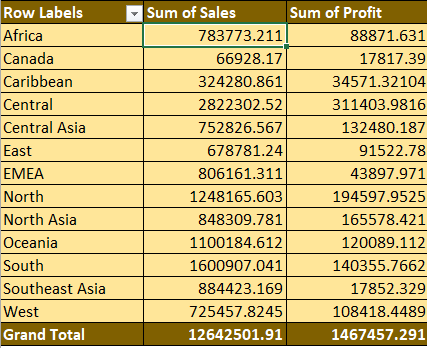 Row Labels Sum of Sales Sum of Profit
Africa 783773.211 88871.631
Canada 66928.17 17817.39
Caribbean 324280.861 34571.32104
Central 2822302.52 311403.9816
Central Asia 752826.567 132480.187
East 678781.24 91522.78
EMEA 806161.311 43897.971
North 1248165.603 194597.9525
North Asia 848309.781 165578.421
Oceania 1100184.612 120089.112
South 1600907.041 140355.7662
Southeast Asia 884423.169 17852.329
West 725457.8245 108418.4489
Grand Total 12642501.91 1467457.291